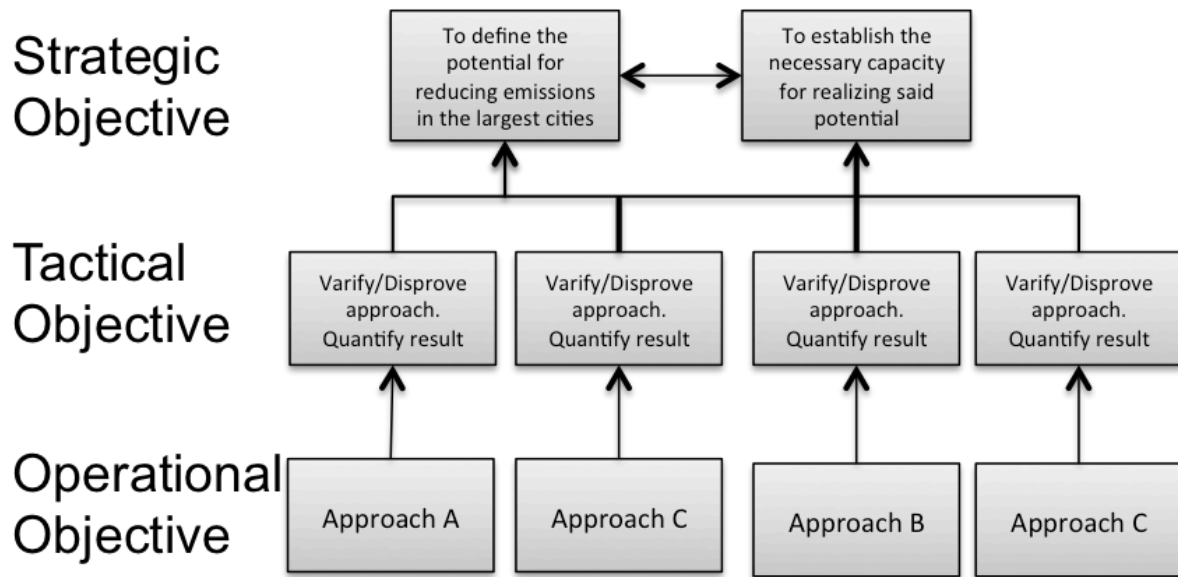 Strategic
Objective
To define the
potential for
reducing emissions
in the largest cities
To establish the
necessary capacity
for realizing said
potential
Tactical
Objective
Varify/Disprove
approach.
Quantify result
Varify/Disprove
approach.
Quantify result
Varify/Disprove
approach.
Quantify result
Varify/Disprove
approach.
Quantify result
Operational
Objective
Approach A
Approach C
Approach B
Approach C